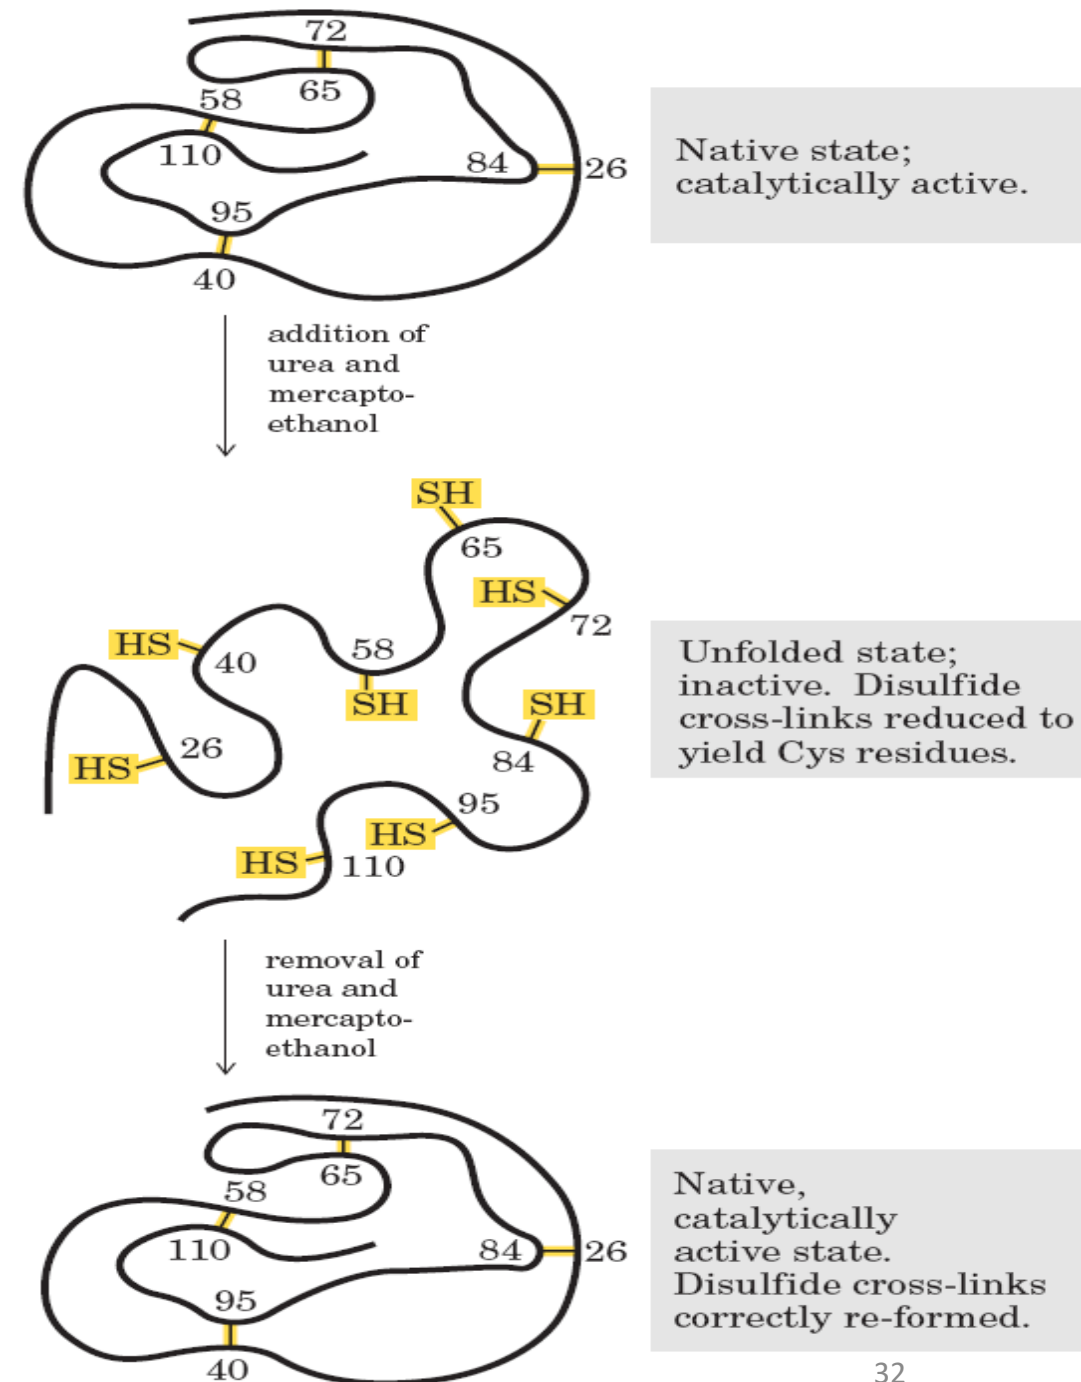 72
65
58
110
84
26
95
40
Native state;
catalytically active.
addition of
urea and
mercapto-
ethanol
SH
65
HS
72
HS
40
58
SH
SH
84
26
HS
95
HS
HS
110
Unfolded state;
inactive. Disulfide
cross-links reduced to
yield Cys residues.
removal of
urea and
mercapto-
ethanol
72
65
58
110
84
26
95
40
Native,
catalytically
active state.
Disulfide cross-links
correctly re-formed.
32